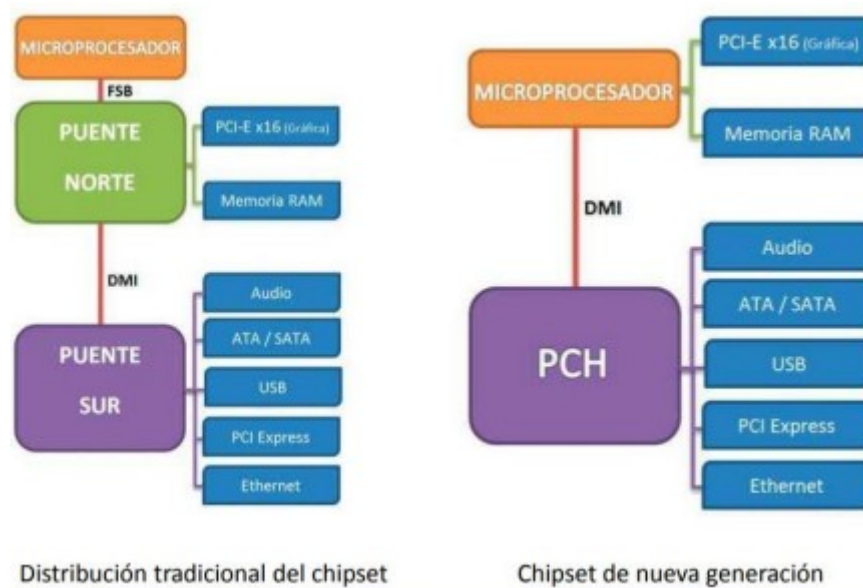 MICROPROCESADOR
FSB
PUENTE
NORTE
PCI-E x16 (Gráfica)
Memoria RAM
DMI
PUENTE
SUR
Audio
ATA / SATA
USB
PCI Express
Ethernet
Distribución tradicional del chipset
MICROPROCESADOR
PCI-E x16 (Gráfica)
Memoria RAM
DMI
PCH
Audio
ATA / SATA
USB
PCI Express
Ethernet
Chipset de nueva generación